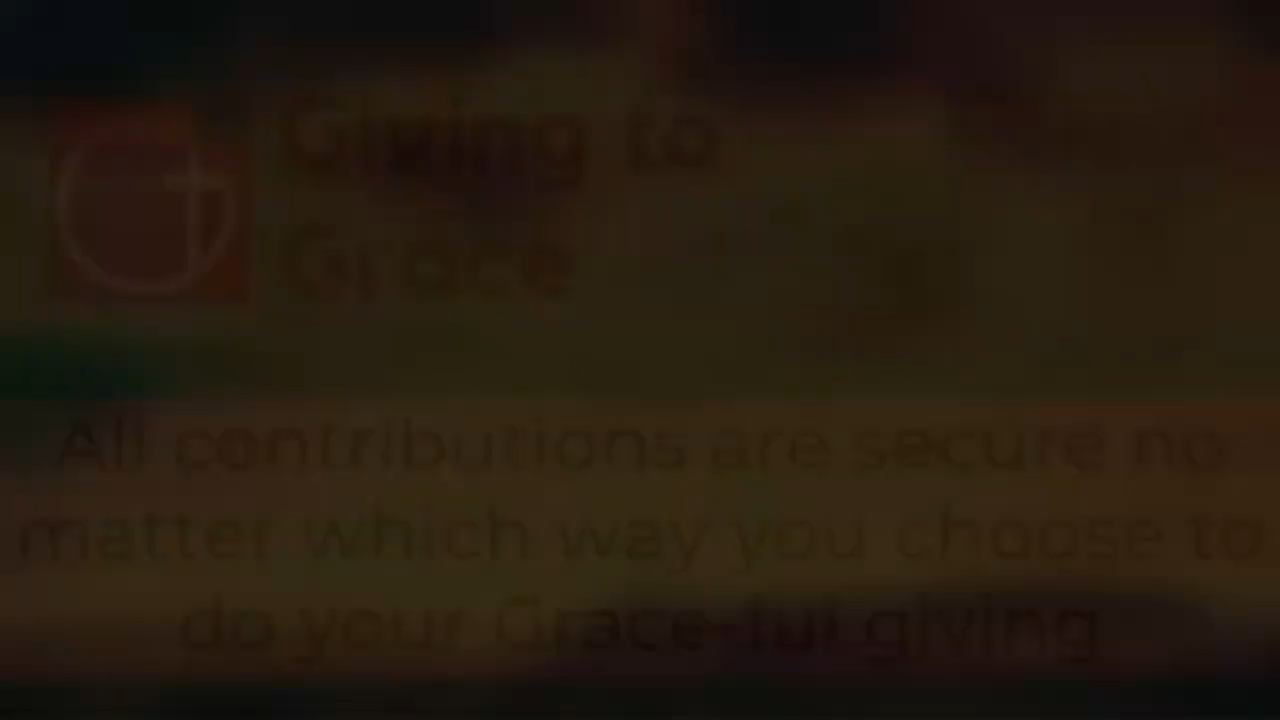 Giving to
Grace
All contributions are secure no
matter which way you choose to
do your Grace-ful giving